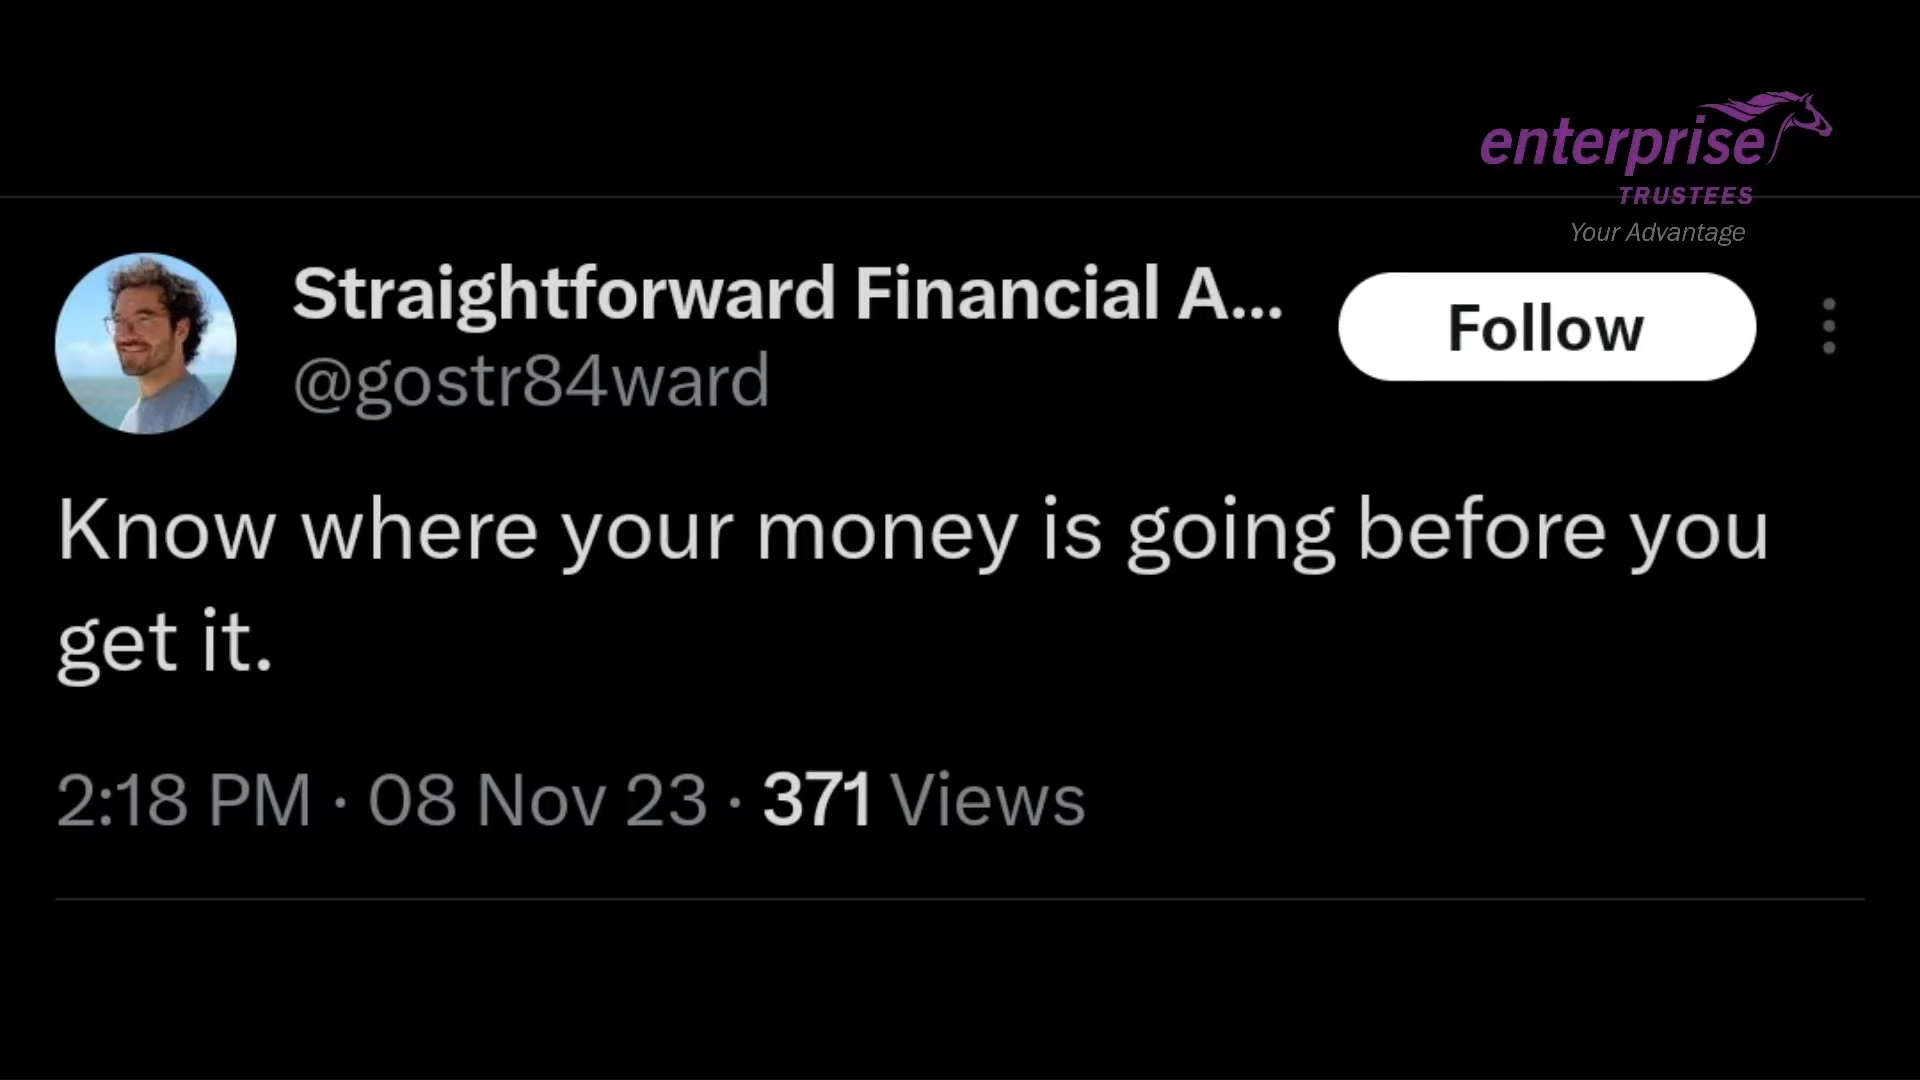 enterprise
TRUSTEES
Your Advantage
Straightforward Financial A...
@gostr84ward
Follow
Know where your money is going before you
get it.
2:18 PM · 08 Nov 23 · 371 Views